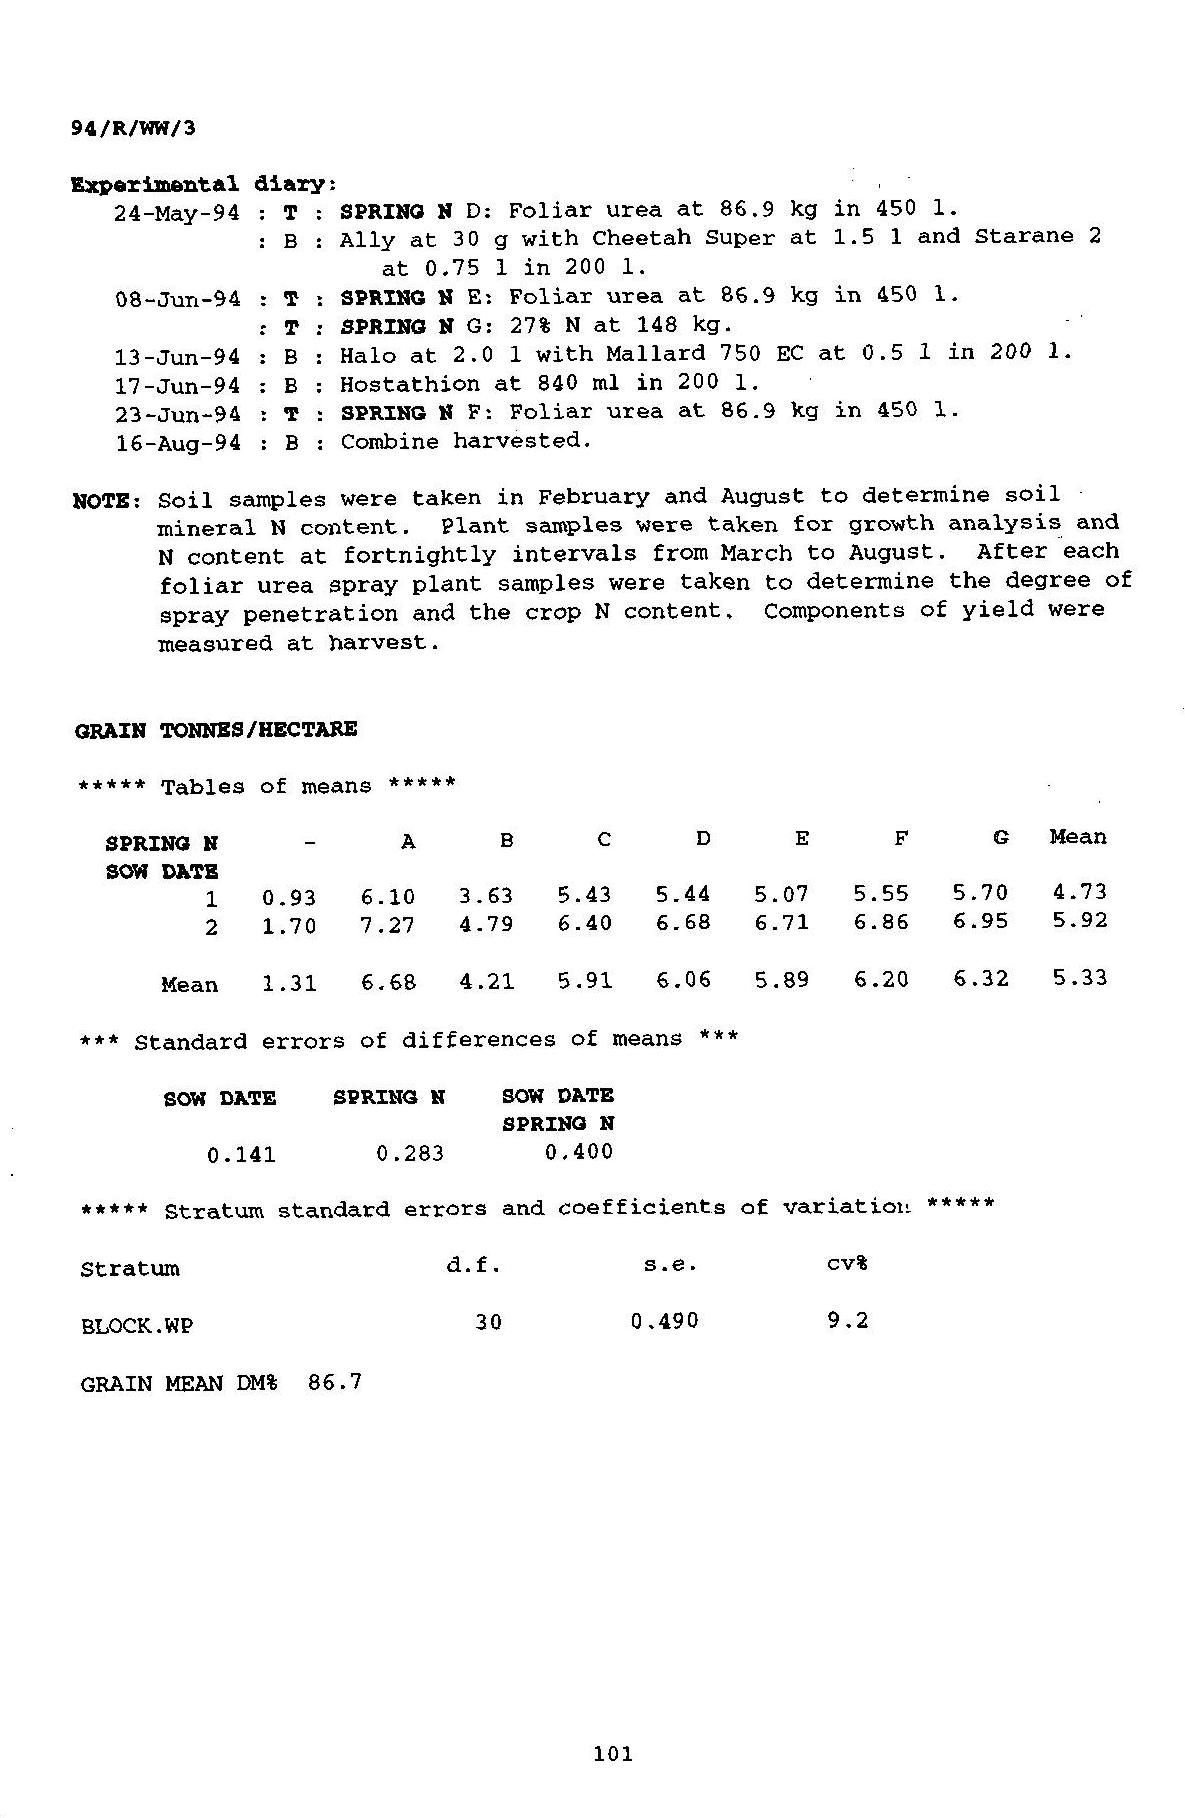 94/R/WW/3
Experimental diary:
24-May-94 : T : SPRING N D: Foliar urea at 86.9 kg in 450 l.
: B : Ally at 30 g with Cheetah Super at 1.5 l and Starane 2
at 0.75 l in 200 l.
08-Jun-94 : T : SPRING N E: Foliar urea at 86.9 kg in 450 l.
: T : SPRING N G: 27% N at 148 kg.
13-Jun-94 : B : Halo at 2.0 l with Mallard 750 EC at 0.5 l in 200 l.
17-Jun-94 : B : Hostathion at 840 ml in 200 l.
23-Jun-94 : T : SPRING N F: Foliar urea at 86.9 kg in 450 l.
16-Aug-94 : B : Combine harvested.
NOTE: Soil samples were taken in February and August to determine soil
mineral N content. Plant samples were taken for growth analysis and
N content at fortnightly intervals from March to August. After each
foliar urea spray plant samples were taken to determine the degree of
spray penetration and the crop N content. Components of yield were
measured at harvest.
GRAIN TONNES/HECTARE
***** Tables of means *****
SPRING N - A B C D E F G Mean
SOW DATE
1 0.93 6.10 3.63 5.43 5.44 5.07 5.55 5.70 4.73
2 1.70 7.27 4.79 6.40 6.68 6.71 6.86 6.95 5.92
Mean 1.31 6.68 4.21 5.91 6.06 5.89 6.20 6.32 5.33
*** Standard errors of differences of means ***
SOW DATE SPRING N SOW DATE
SPRING N
0.141 0.283 0.400
***** Stratum standard errors and coefficients of variation *****
Stratum d.f. s.e. cv%
BLOCK.WP 30 0.490 9.2
GRAIN MEAN DM% 86.7
101